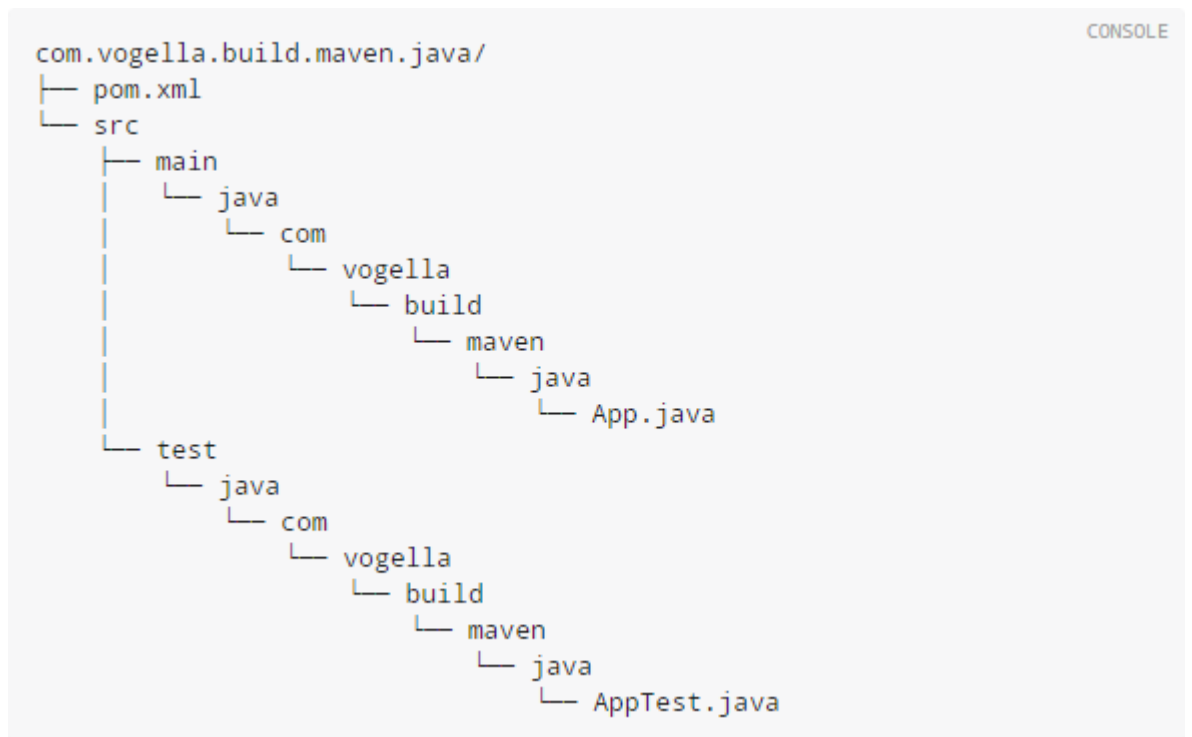 CONSOLE
com.vogella.build.maven.java/
├── pom.xml
└── src
    ├── main
    │   └── java
    │       └── com
    │           └── vogella
    │               └── build
    │                   └── maven
    │                       └── java
    │                           └── App.java
    └── test
        └── java
            └── com
                └── vogella
                    └── build
                        └── maven
                            └── java
                                └── AppTest.java